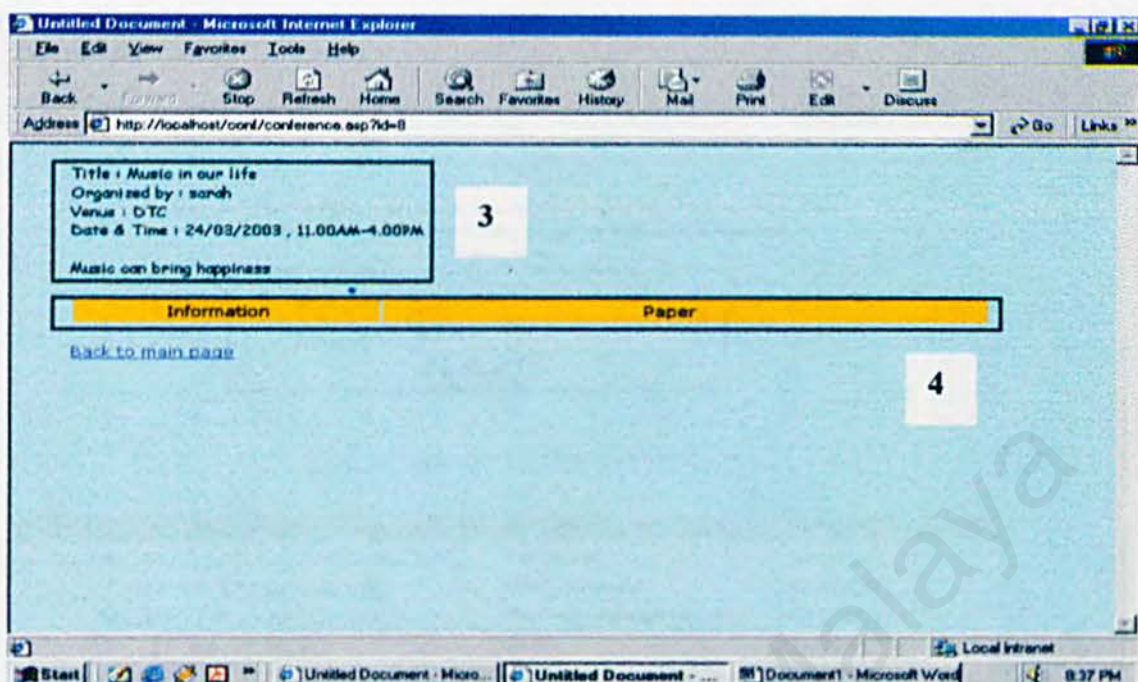 Untitled Document - Microsoft Internet Explorer
File Edit View Favorites Tools Help
Back Forward Stop Refresh Home Search Favorites History Mail Print Edit Discuss
Address http://localhost/conf/conference.asp?id=8 Go Links »
Title : Music in our life
Organized by : sarah
Venue : DTC
Date & Time : 24/03/2003 , 11.00AM-4.00PM
Music can bring happiness
3
Information Paper
Back to main page
4
Malaya
Local intranet
Start » Untitled Document - Micro... Untitled Document - ... Document1 - Microsoft Word 8:37 PM